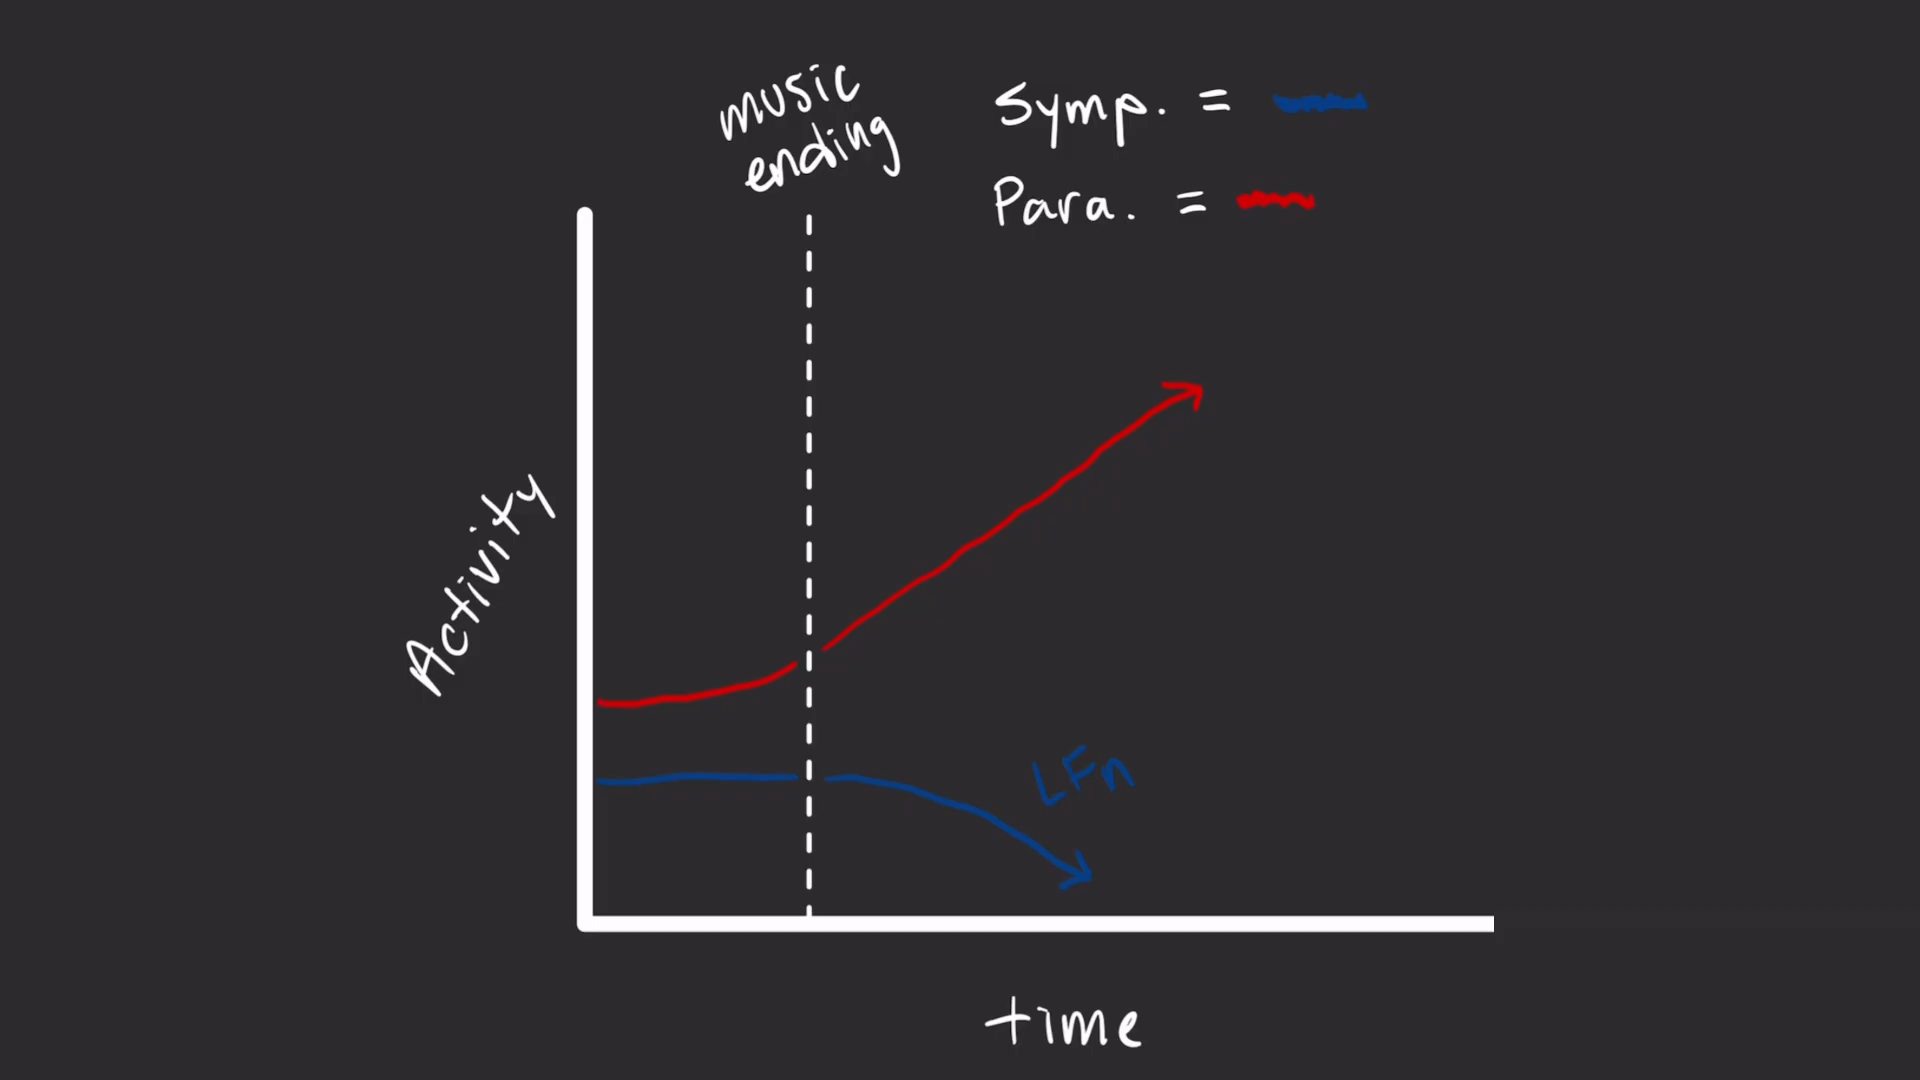 music
ending
Symp. =
Para. =
Activity
LFn
time